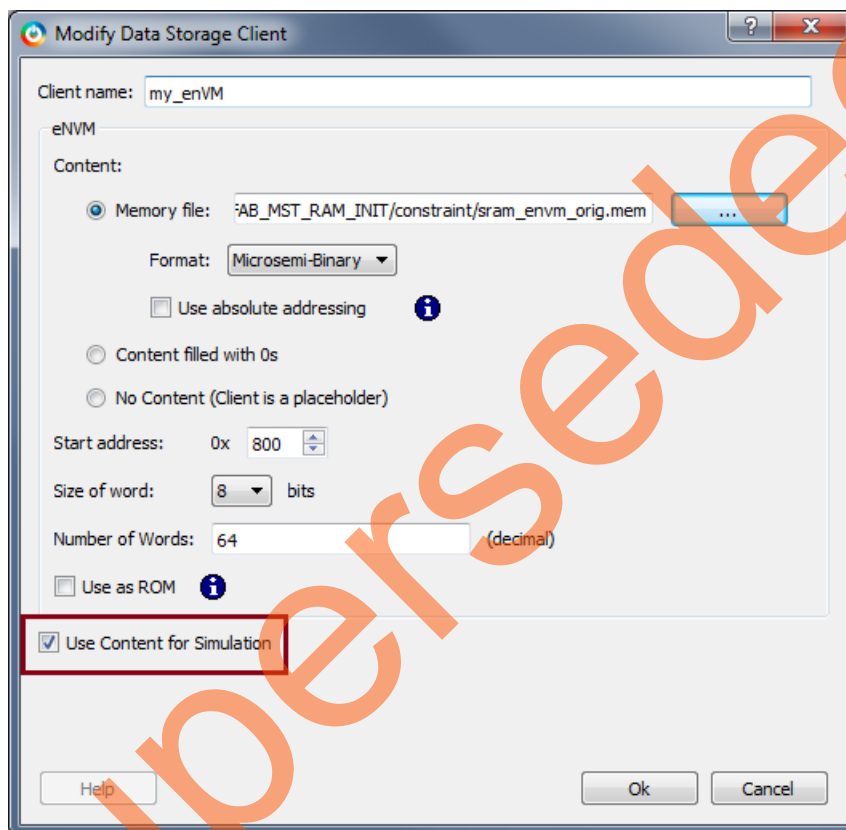 Modify Data Storage Client
Client name: my_enVM
eNVM
Content:
Memory file: FAB_MST_RAM_INIT/constraint/sram_envm_orig.mem ...
Format: Microsemi-Binary
Use absolute addressing
Content filled with 0s
No Content (Client is a placeholder)
Start address: 0x 800
Size of word: 8 bits
Number of Words: 64 (decimal)
Use as ROM
Use Content for Simulation
Help Ok Cancel